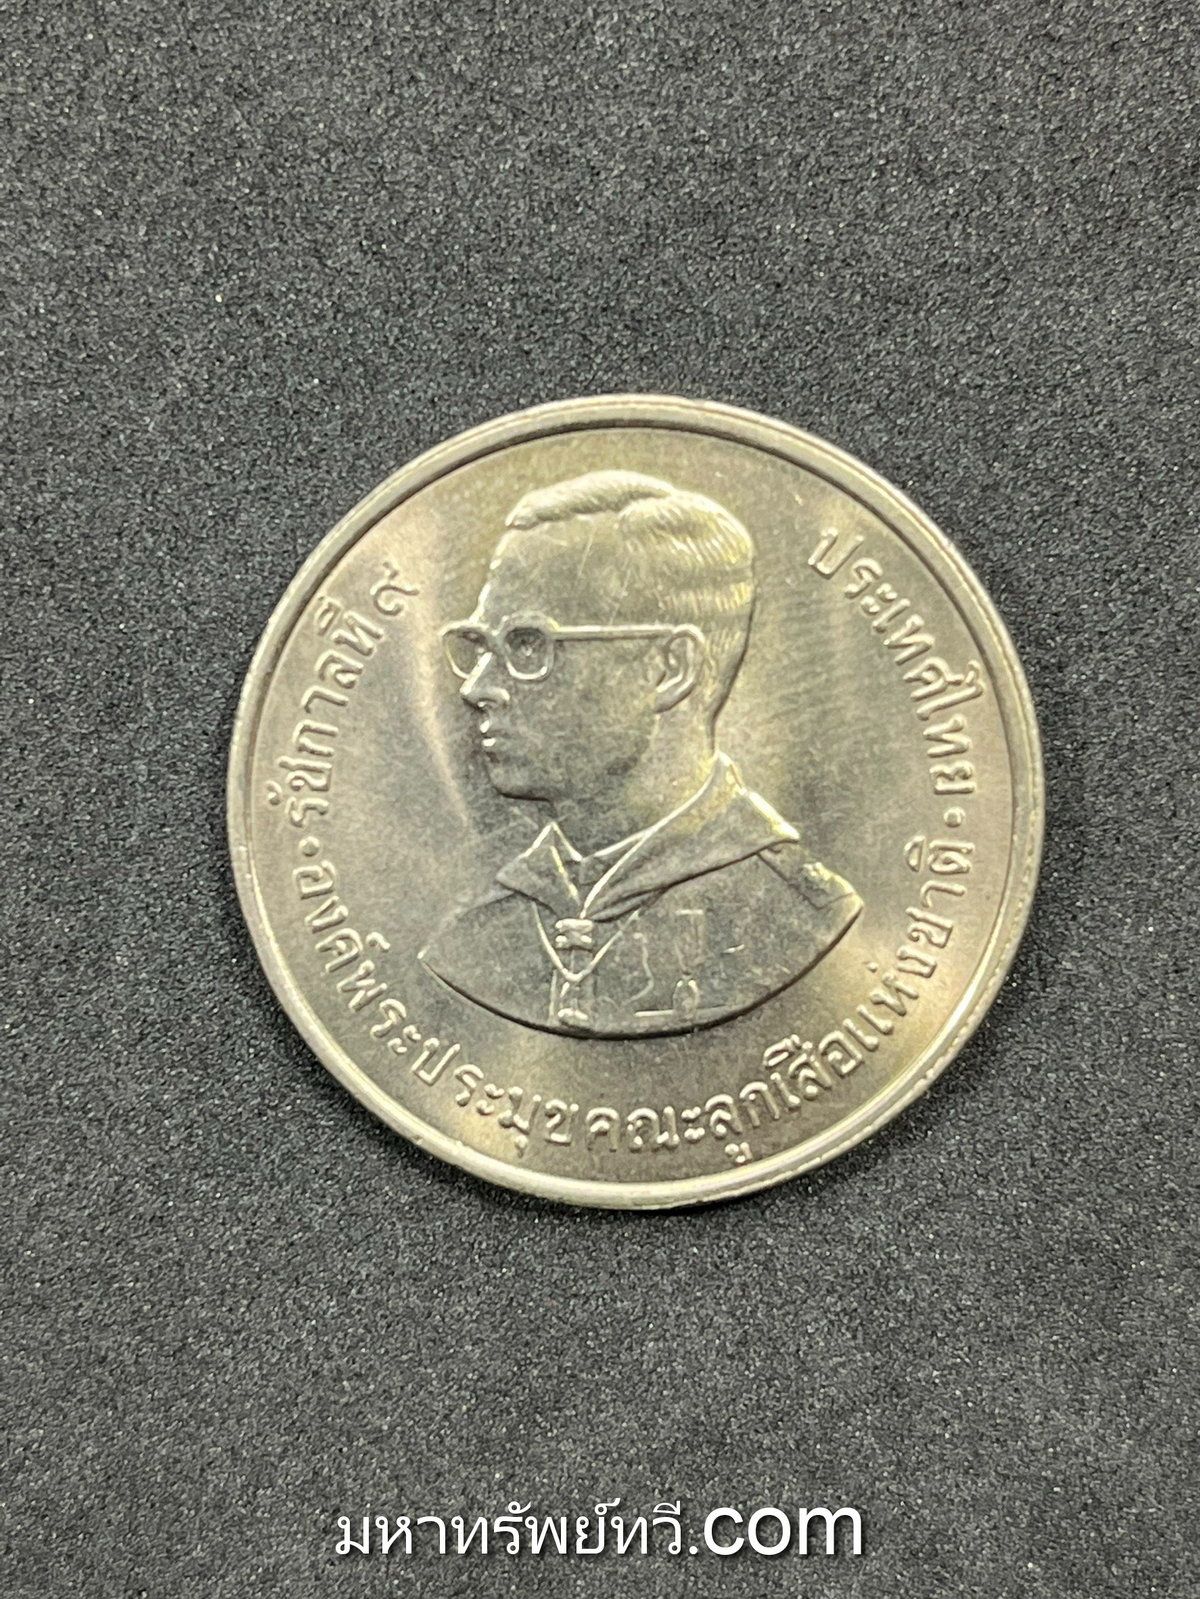 รัชกาลที่ ๙
ประเทศไทย
• องค์พระประมุขคณะลูกเสือแห่งชาติ •
มหาทรัพย์ทวี.com